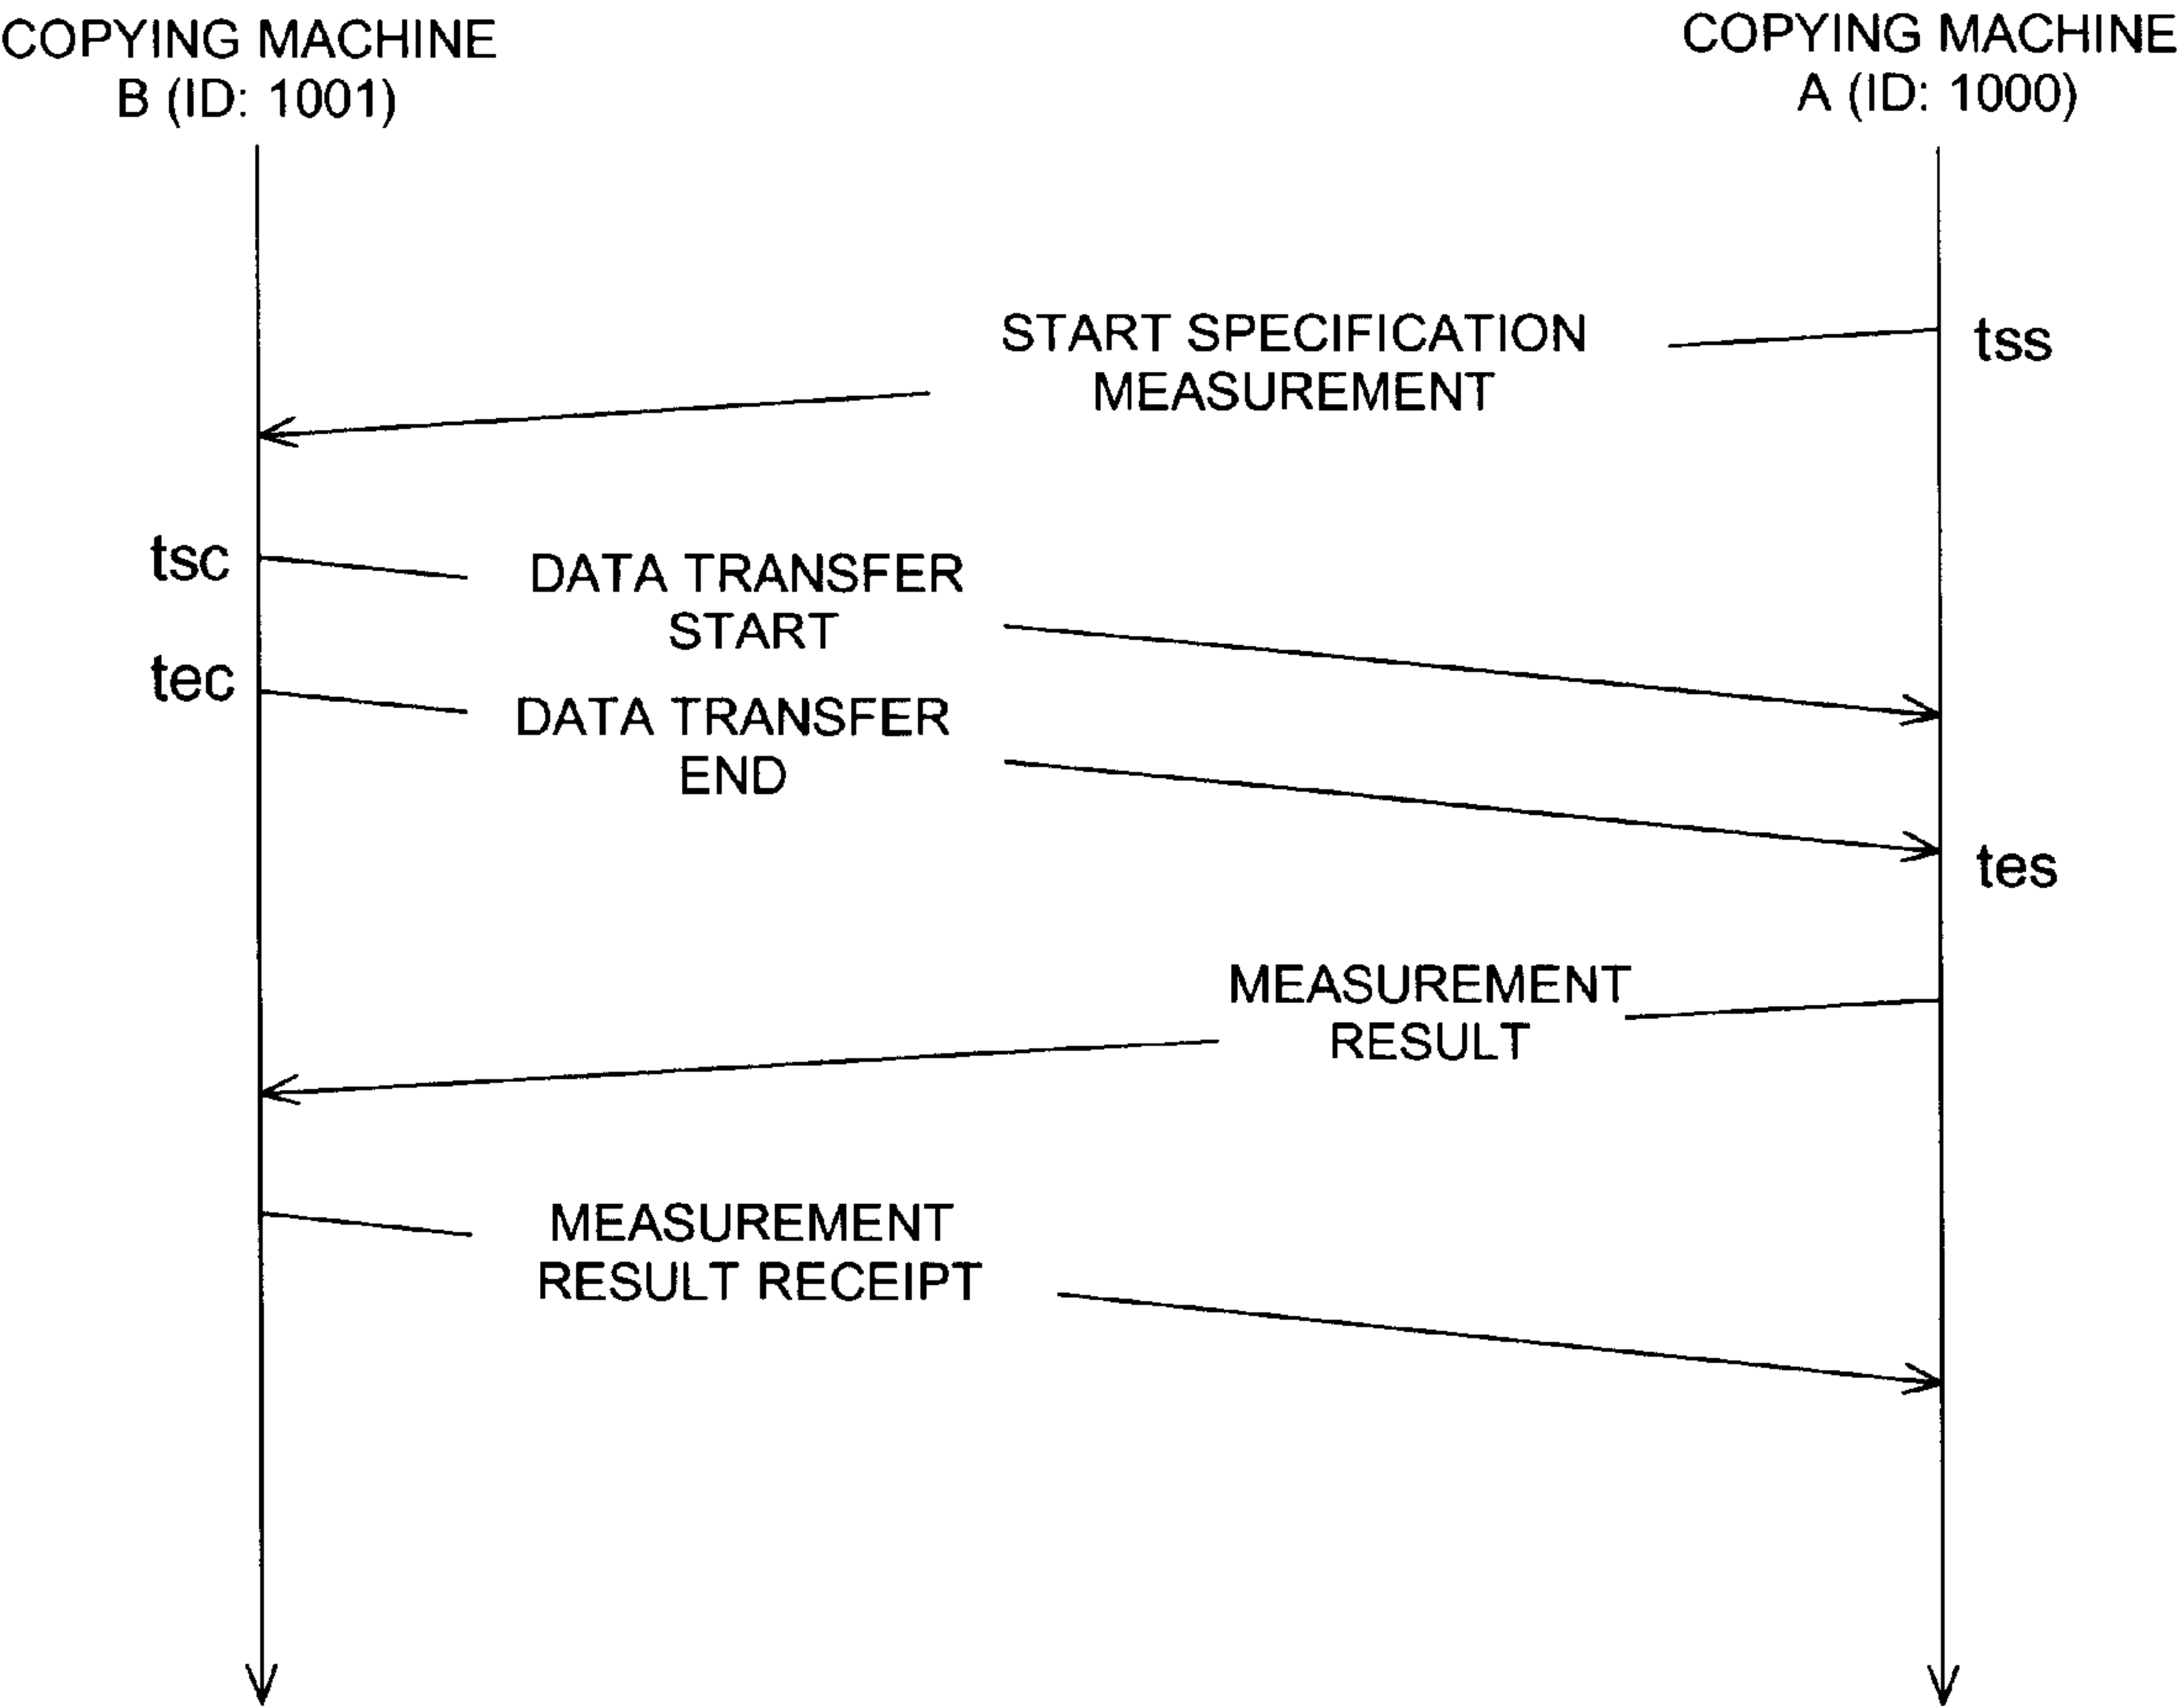 COPYING MACHINE
B (ID: 1001)
COPYING MACHINE
A (ID: 1000)
START SPECIFICATION
MEASUREMENT
tss
tsc
DATA TRANSFER
START
tec
DATA TRANSFER
END
tes
MEASUREMENT
RESULT
MEASUREMENT
RESULT RECEIPT